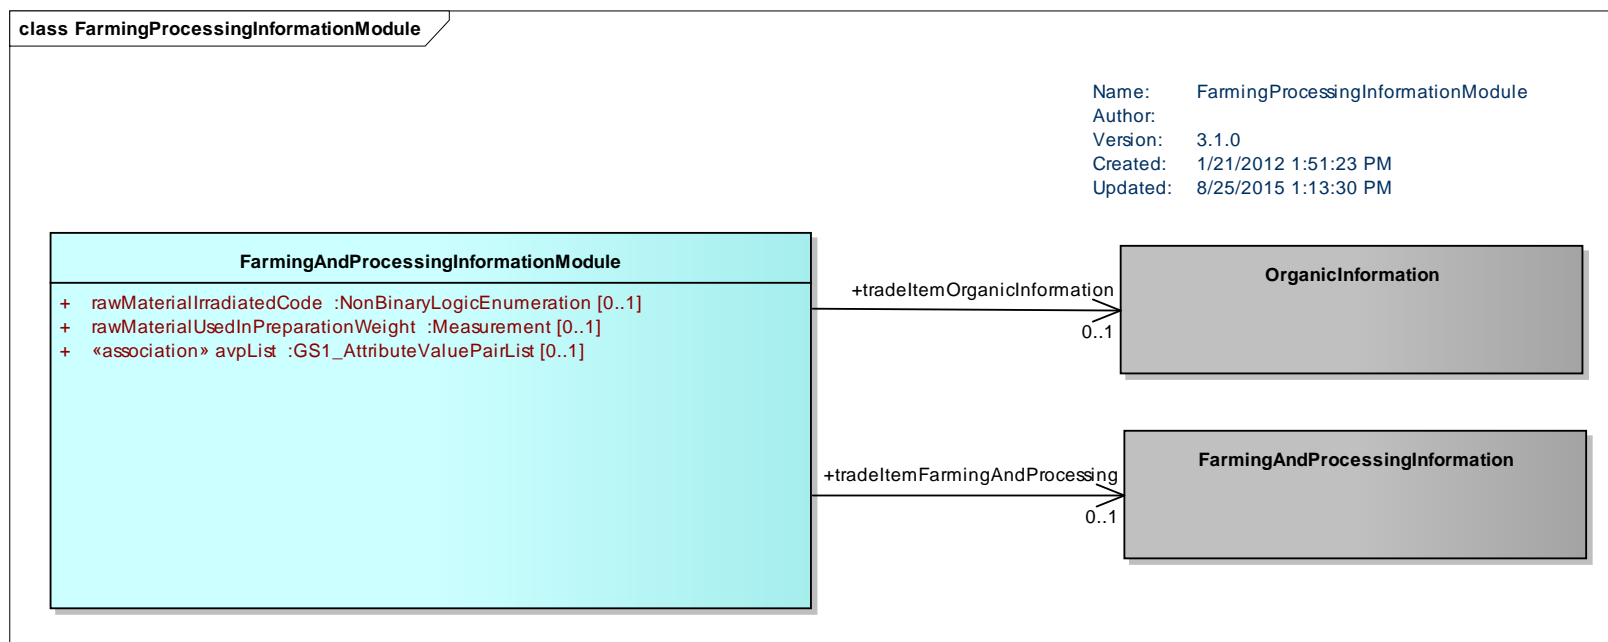 class FarmingProcessingInformationModule
Name: FarmingProcessingInformationModule
Author:
Version: 3.1.0
Created: 1/21/2012 1:51:23 PM
Updated: 8/25/2015 1:13:30 PM
FarmingAndProcessingInformationModule
+ rawMaterialIrradiatedCode :NonBinaryLogicEnumeration [0..1]
+ rawMaterialUsedInPreparationWeight :Measurement [0..1]
+ «association» avpList :GS1_AttributeValuePairList [0..1]
+tradeItemOrganicInformation
0..1
OrganicInformation
+tradeItemFarmingAndProcessing
0..1
FarmingAndProcessingInformation